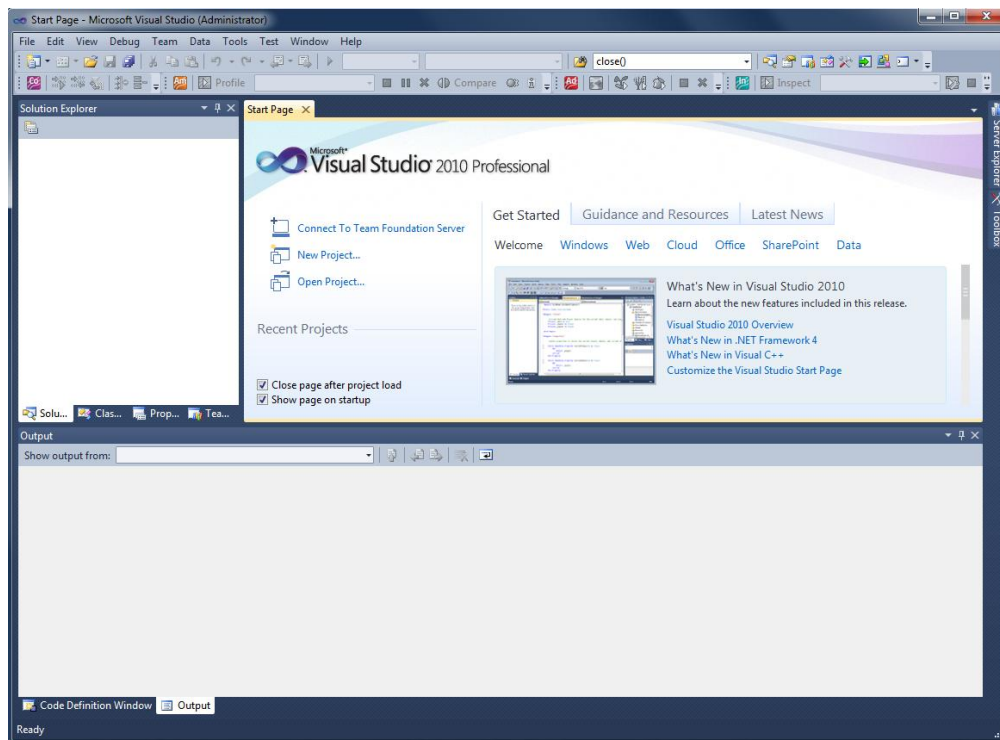 Start Page - Microsoft Visual Studio (Administrator)
File Edit View Debug Team Data Tools Test Window Help
close()
Profile Compare Inspect
Solution Explorer
Start Page
Server Explorer
Toolbox
Microsoft®
Visual Studio® 2010 Professional
Connect To Team Foundation Server
New Project...
Open Project...
Recent Projects
Close page after project load
Show page on startup
Get Started Guidance and Resources Latest News
Welcome Windows Web Cloud Office SharePoint Data
What's New in Visual Studio 2010
Learn about the new features included in this release.
Visual Studio 2010 Overview
What's New in .NET Framework 4
What's New in Visual C++
Customize the Visual Studio Start Page
Solu... Clas... Prop... Tea...
Output
Show output from:
Code Definition Window Output
Ready